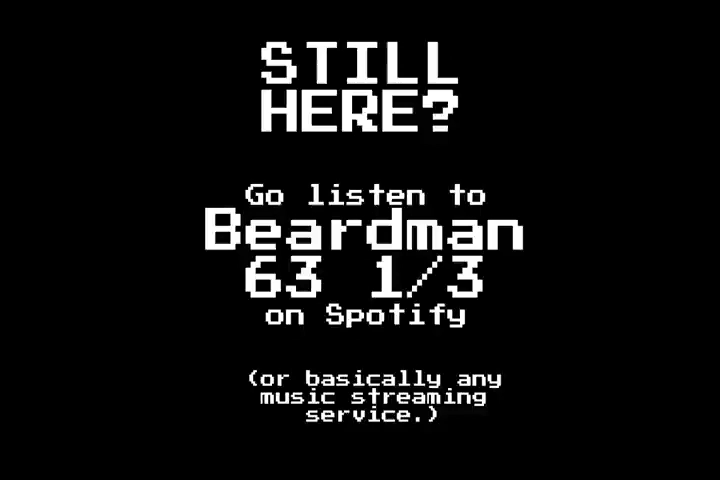 STILL
HERE?
Go listen to
Beardman
63 1/3
on Spotify
(or basically any
music streaming
service.)